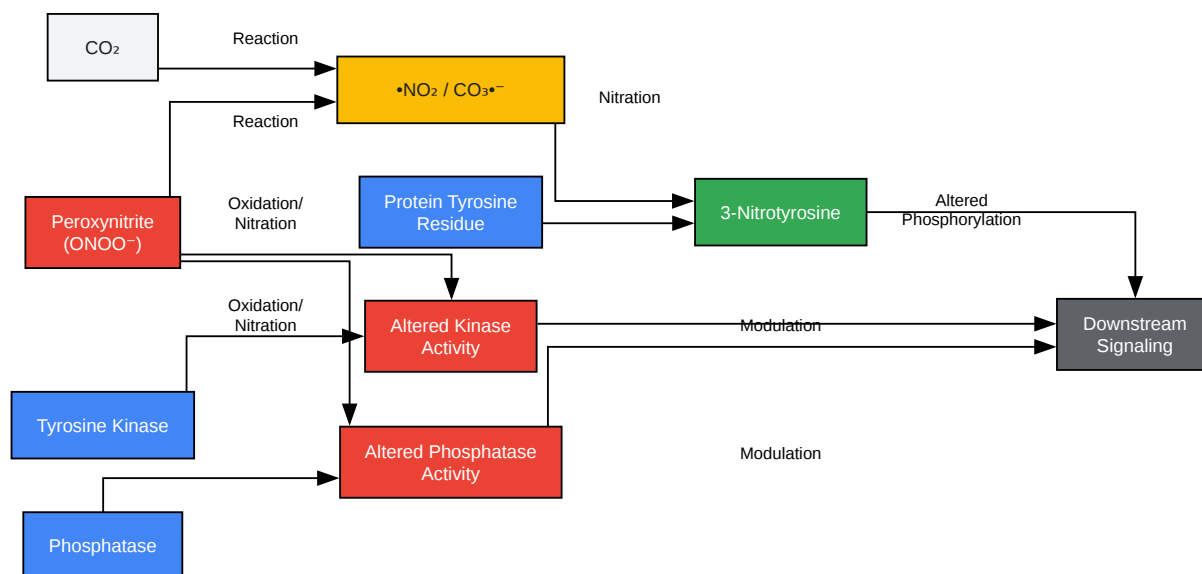 CO₂
Reaction
•NO₂ / CO₃•⁻
Nitration
Reaction
Peroxynitrite
(ONOO⁻)
Oxidation/
Nitration
Protein Tyrosine
Residue
3-Nitrotyrosine
Altered
Phosphorylation
Oxidation/
Nitration
Altered Kinase
Activity
Modulation
Downstream
Signaling
Tyrosine Kinase
Altered Phosphatase
Activity
Modulation
Phosphatase